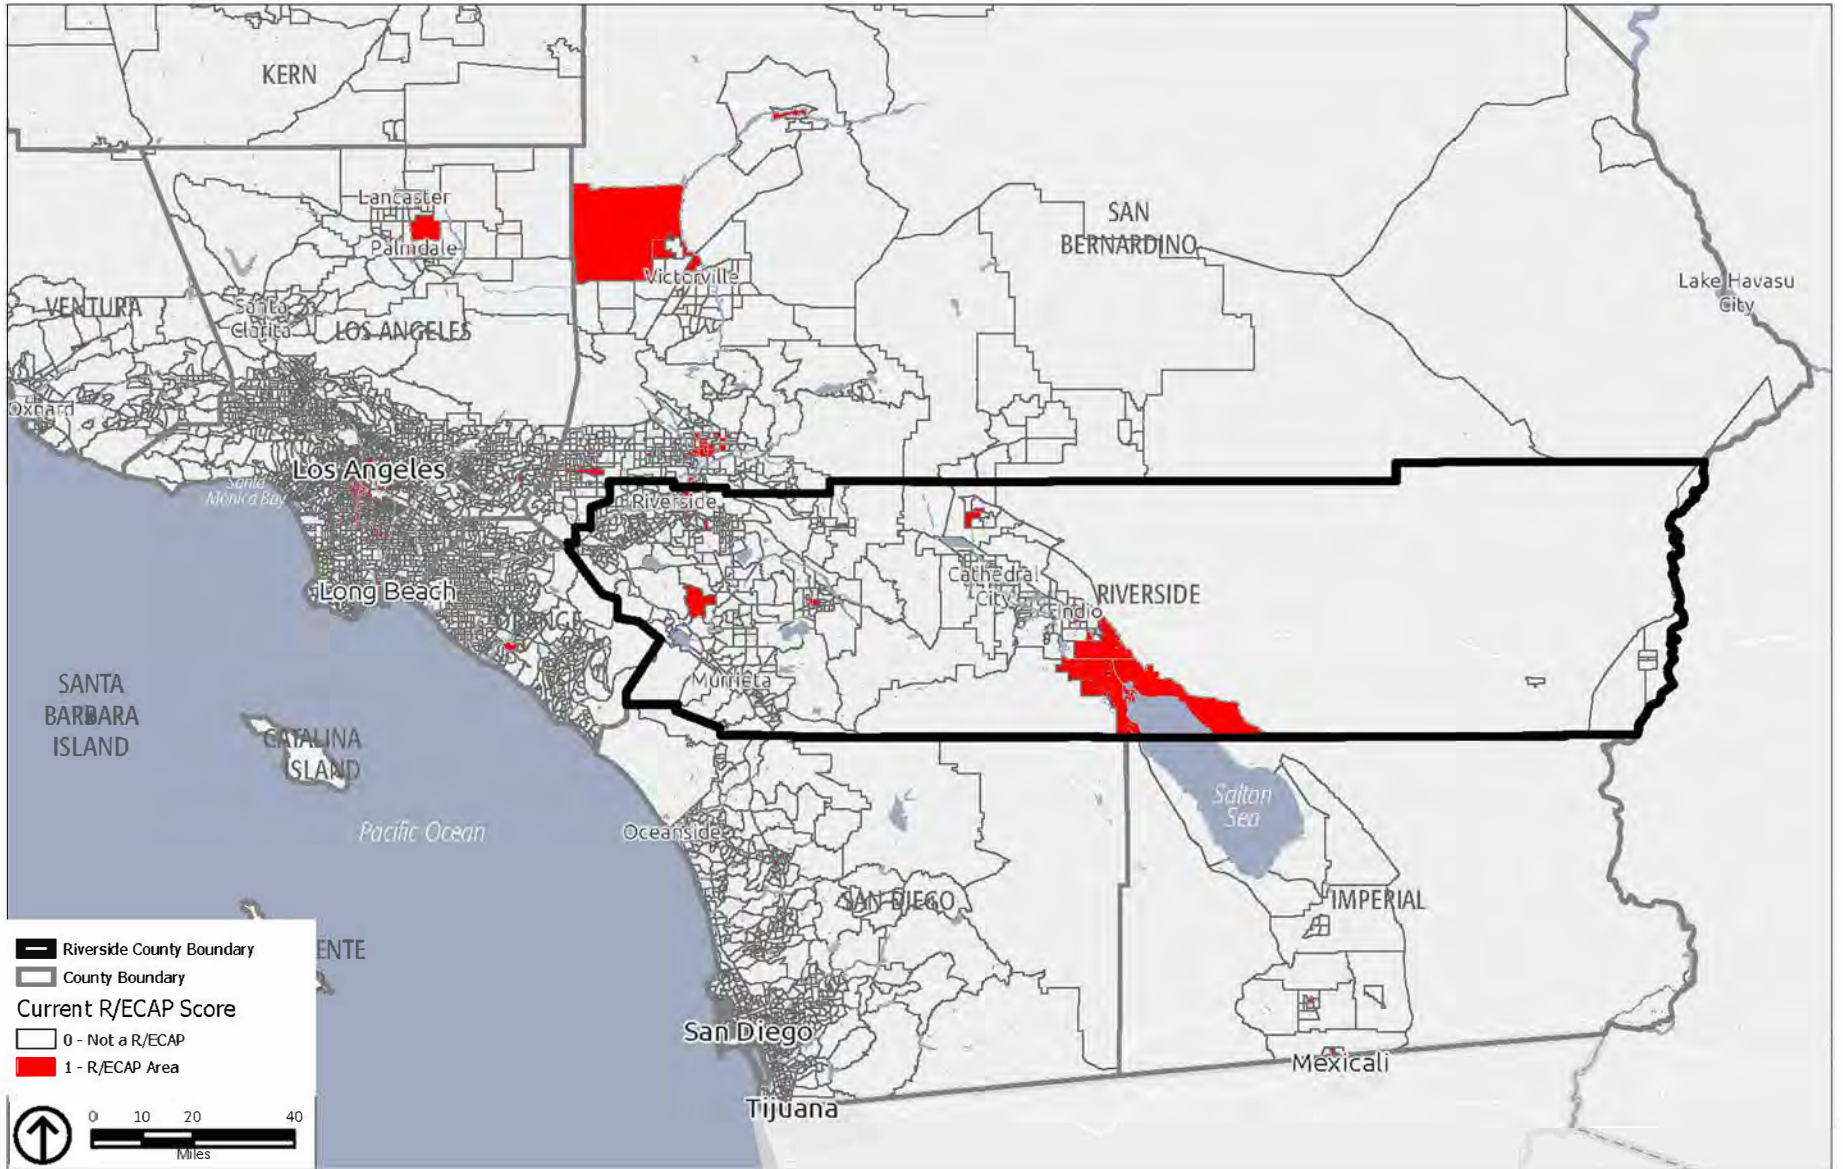 KERN
Lancaster
Palmdale
SAN
BERNARDINO
Victorville
Lake Havasu
City
VENTURA
Santa
Clarita
LOS ANGELES
Oxnard
Los Angeles
Santa
Monica Bay
Riverside
Long Beach
Cathedral
City
RIVERSIDE
Indio
Murrieta
SANTA
BARBARA
ISLAND
CATALINA
ISLAND
Pacific Ocean
Oceanside
Salton
Sea
SAN DIEGO
IMPERIAL
ENTE
San Diego
Mexicali
Tijuana
Riverside County Boundary
County Boundary
Current R/ECAP Score
0 - Not a R/ECAP
1 - R/ECAP Area
0 10 20 40
Miles